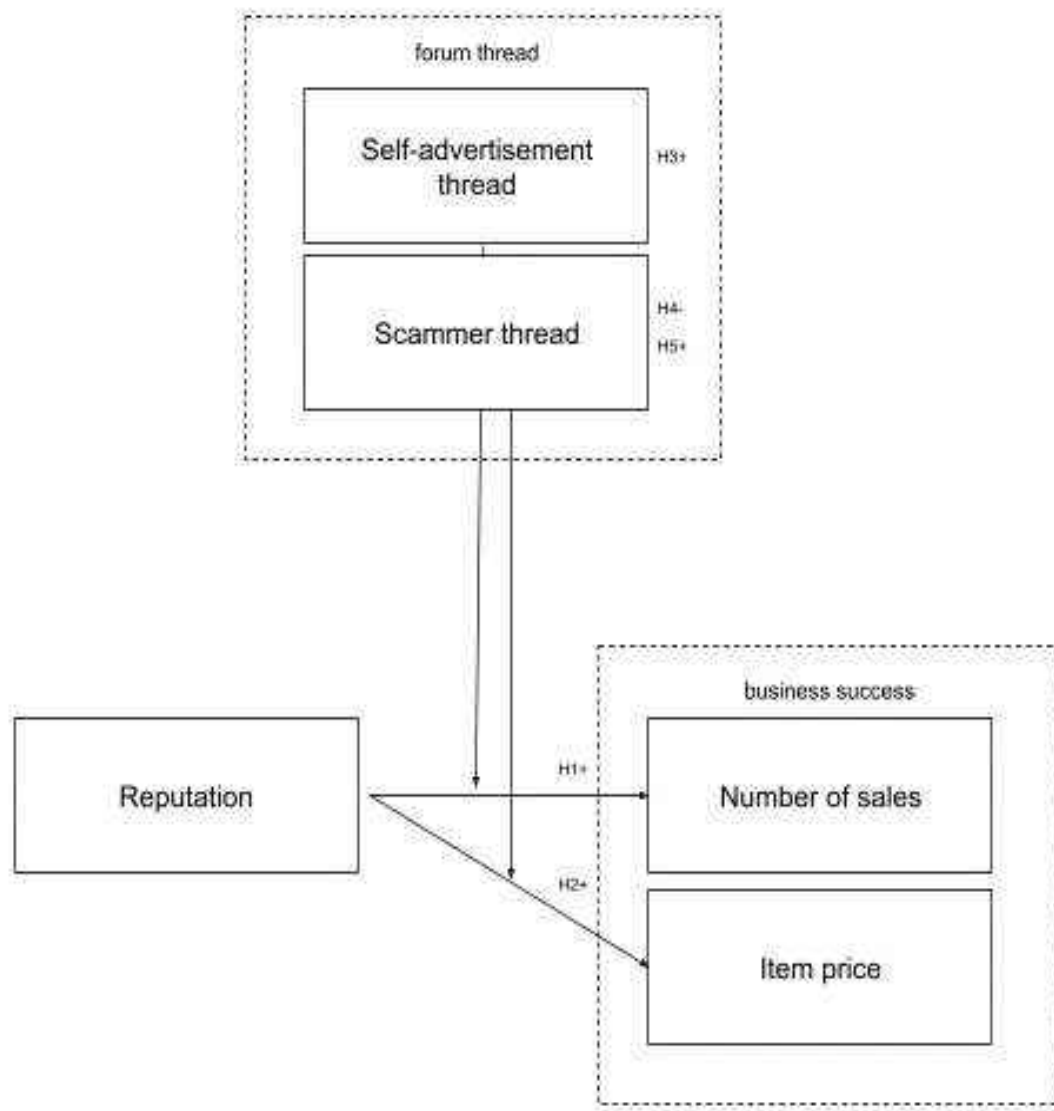 forum thread
Self-advertisement
thread
H3+
Scammer thread
H4-
H5+
business success
Reputation
H1+
Number of sales
H2+
Item price